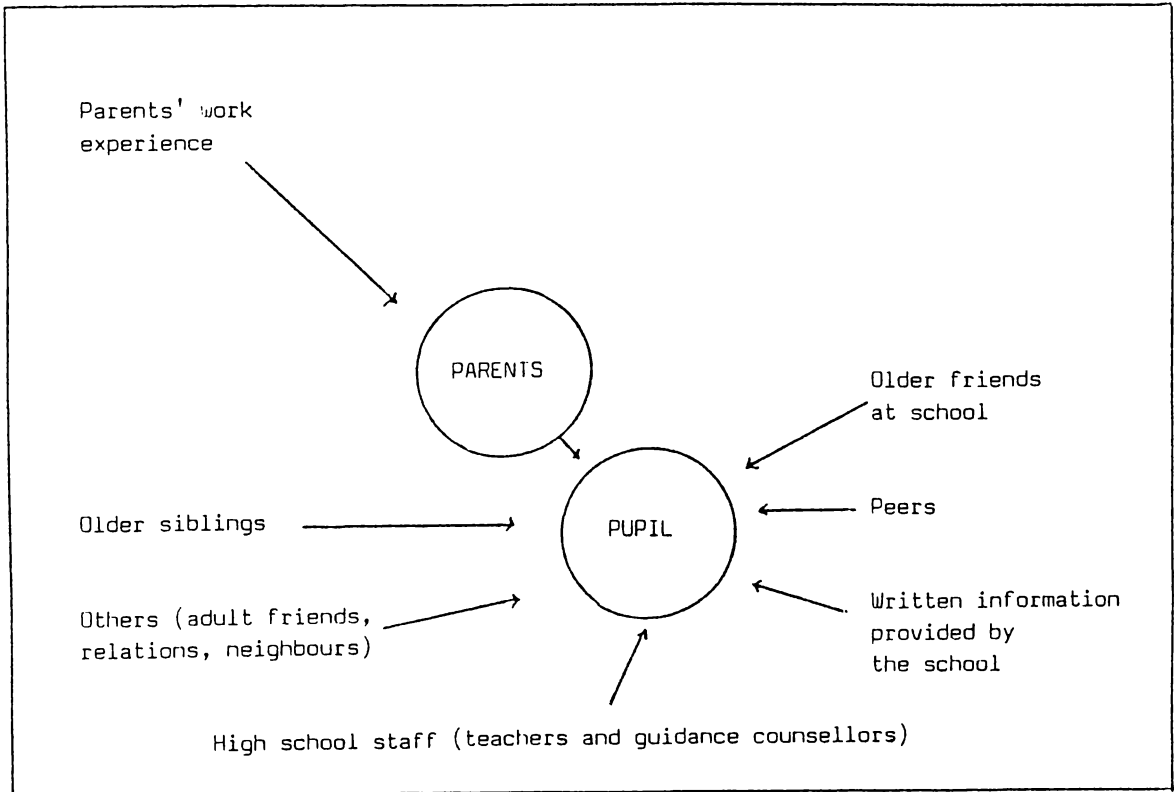 Parents' work
experience
PARENTS
Older friends
at school
Older siblings
PUPIL
Peers
Others (adult friends,
relations, neighbours)
Written information
provided by
the school
High school staff (teachers and guidance counsellors)